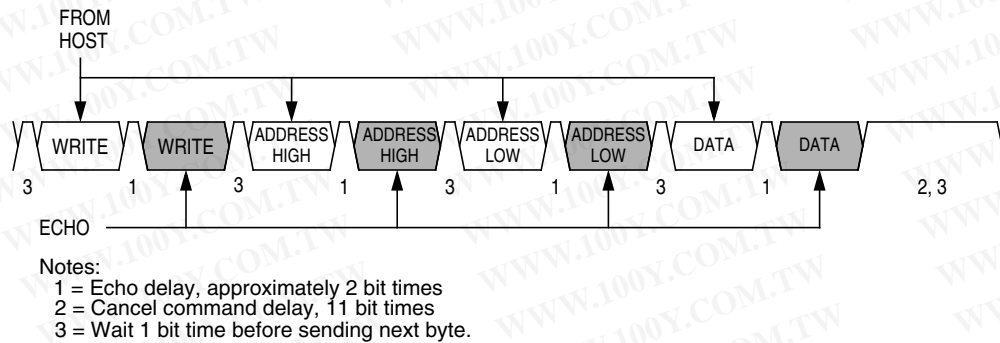 FROM
HOST
WRITE WRITE ADDRESS HIGH ADDRESS HIGH ADDRESS LOW ADDRESS LOW DATA DATA
3 1 3 1 3 1 3 1 2, 3
ECHO
Notes:
1 = Echo delay, approximately 2 bit times
2 = Cancel command delay, 11 bit times
3 = Wait 1 bit time before sending next byte.
WWW.100Y.COM.TW